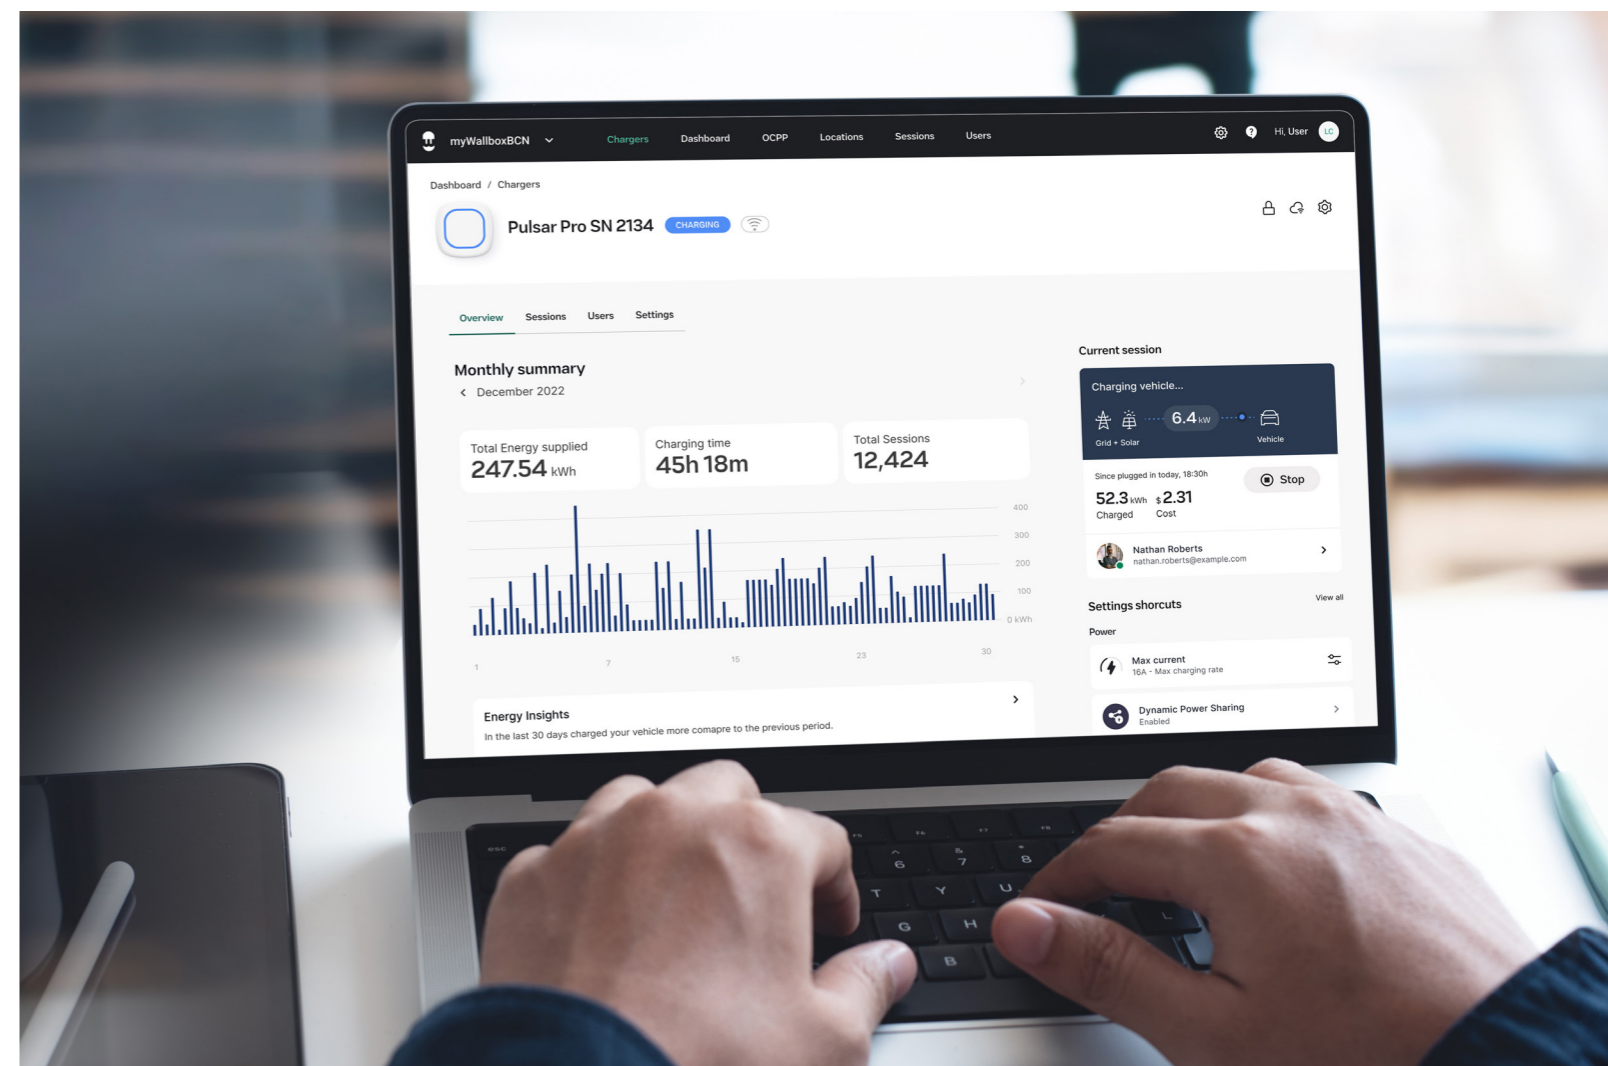 myWallboxBCN Chargers Dashboard OCPP Locations Sessions Users Hi, User LC
Dashboard / Chargers
Pulsar Pro SN 2134 CHARGING
Overview Sessions Users Settings
Monthly summary
December 2022
Total Energy supplied
247.54 kWh
Charging time
45h 18m
Total Sessions
12,424
400
300
200
100
0 kWh
1 7 15 23 30
Energy Insights
In the last 30 days charged your vehicle more comapre to the previous period.
Current session
Charging vehicle...
6.4 kW
Grid + Solar Vehicle
Since plugged in today, 18:30h
Stop
52.3 kWh $ 2.31
Charged Cost
Nathan Roberts
nathan.roberts@example.com
Settings shorcuts View all
Power
Max current
16A - Max charging rate
Dynamic Power Sharing
Enabled
esc F5 F6 F7 F8
^ & *
6 7 8
T Y U
G H L
B